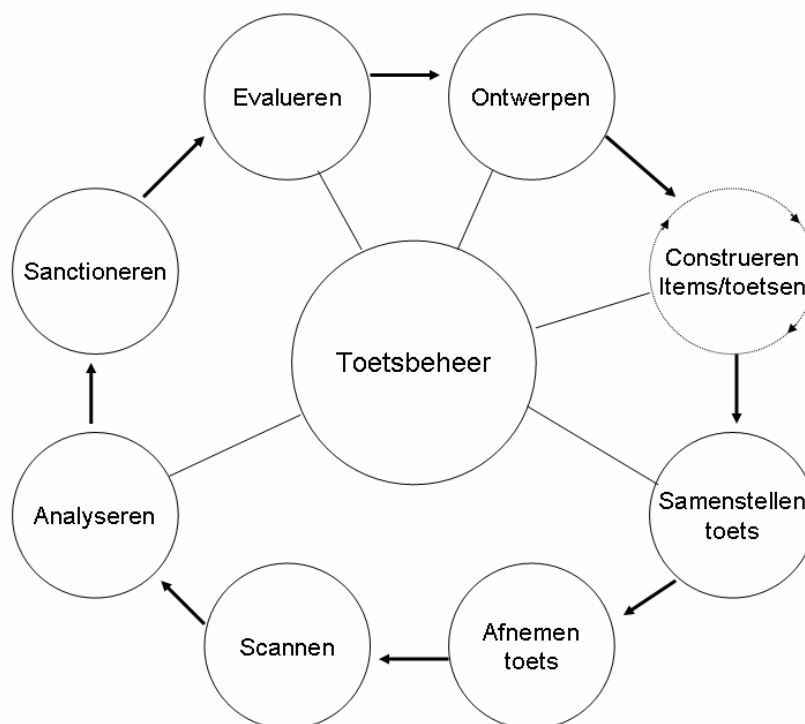 Evalueren
Ontwerpen
Construeren
Items/toetsen
Sanctioneren
Toetsbeheer
Analyseren
Samenstellen
toets
Scannen
Afnemen
toets